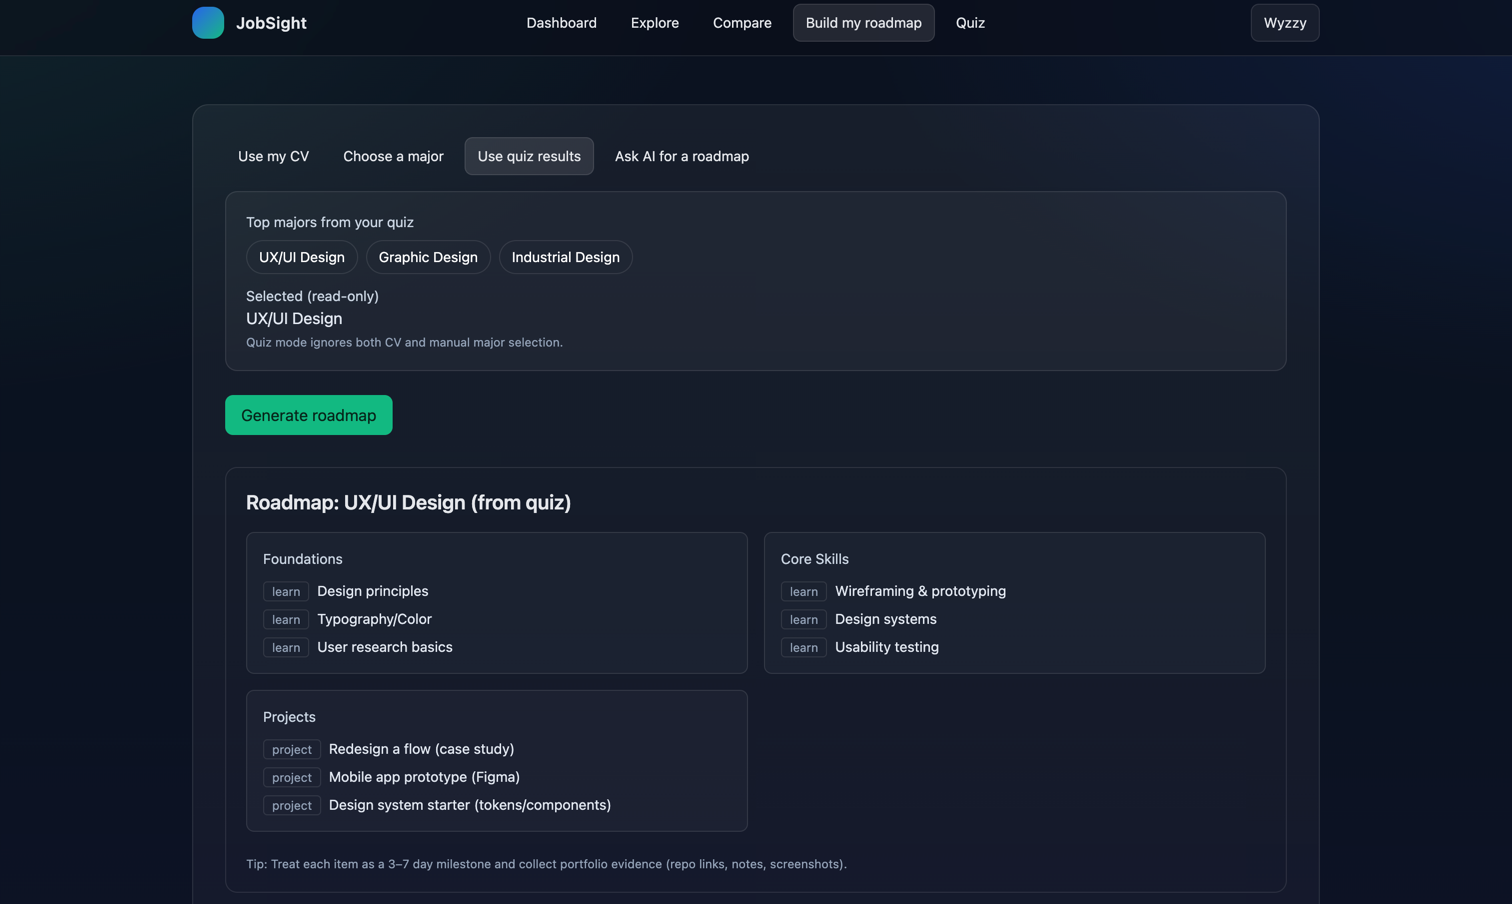 JobSight
Dashboard
Explore
Compare
Build my roadmap
Quiz
Wyzzy
Use my CV
Choose a major
Use quiz results
Ask AI for a roadmap
Top majors from your quiz
UX/UI Design
Graphic Design
Industrial Design
Selected (read-only)
UX/UI Design
Quiz mode ignores both CV and manual major selection.
Generate roadmap
Roadmap: UX/UI Design (from quiz)
Foundations
learn Design principles
learn Typography/Color
learn User research basics
Core Skills
learn Wireframing & prototyping
learn Design systems
learn Usability testing
Projects
project Redesign a flow (case study)
project Mobile app prototype (Figma)
project Design system starter (tokens/components)
Tip: Treat each item as a 3–7 day milestone and collect portfolio evidence (repo links, notes, screenshots).